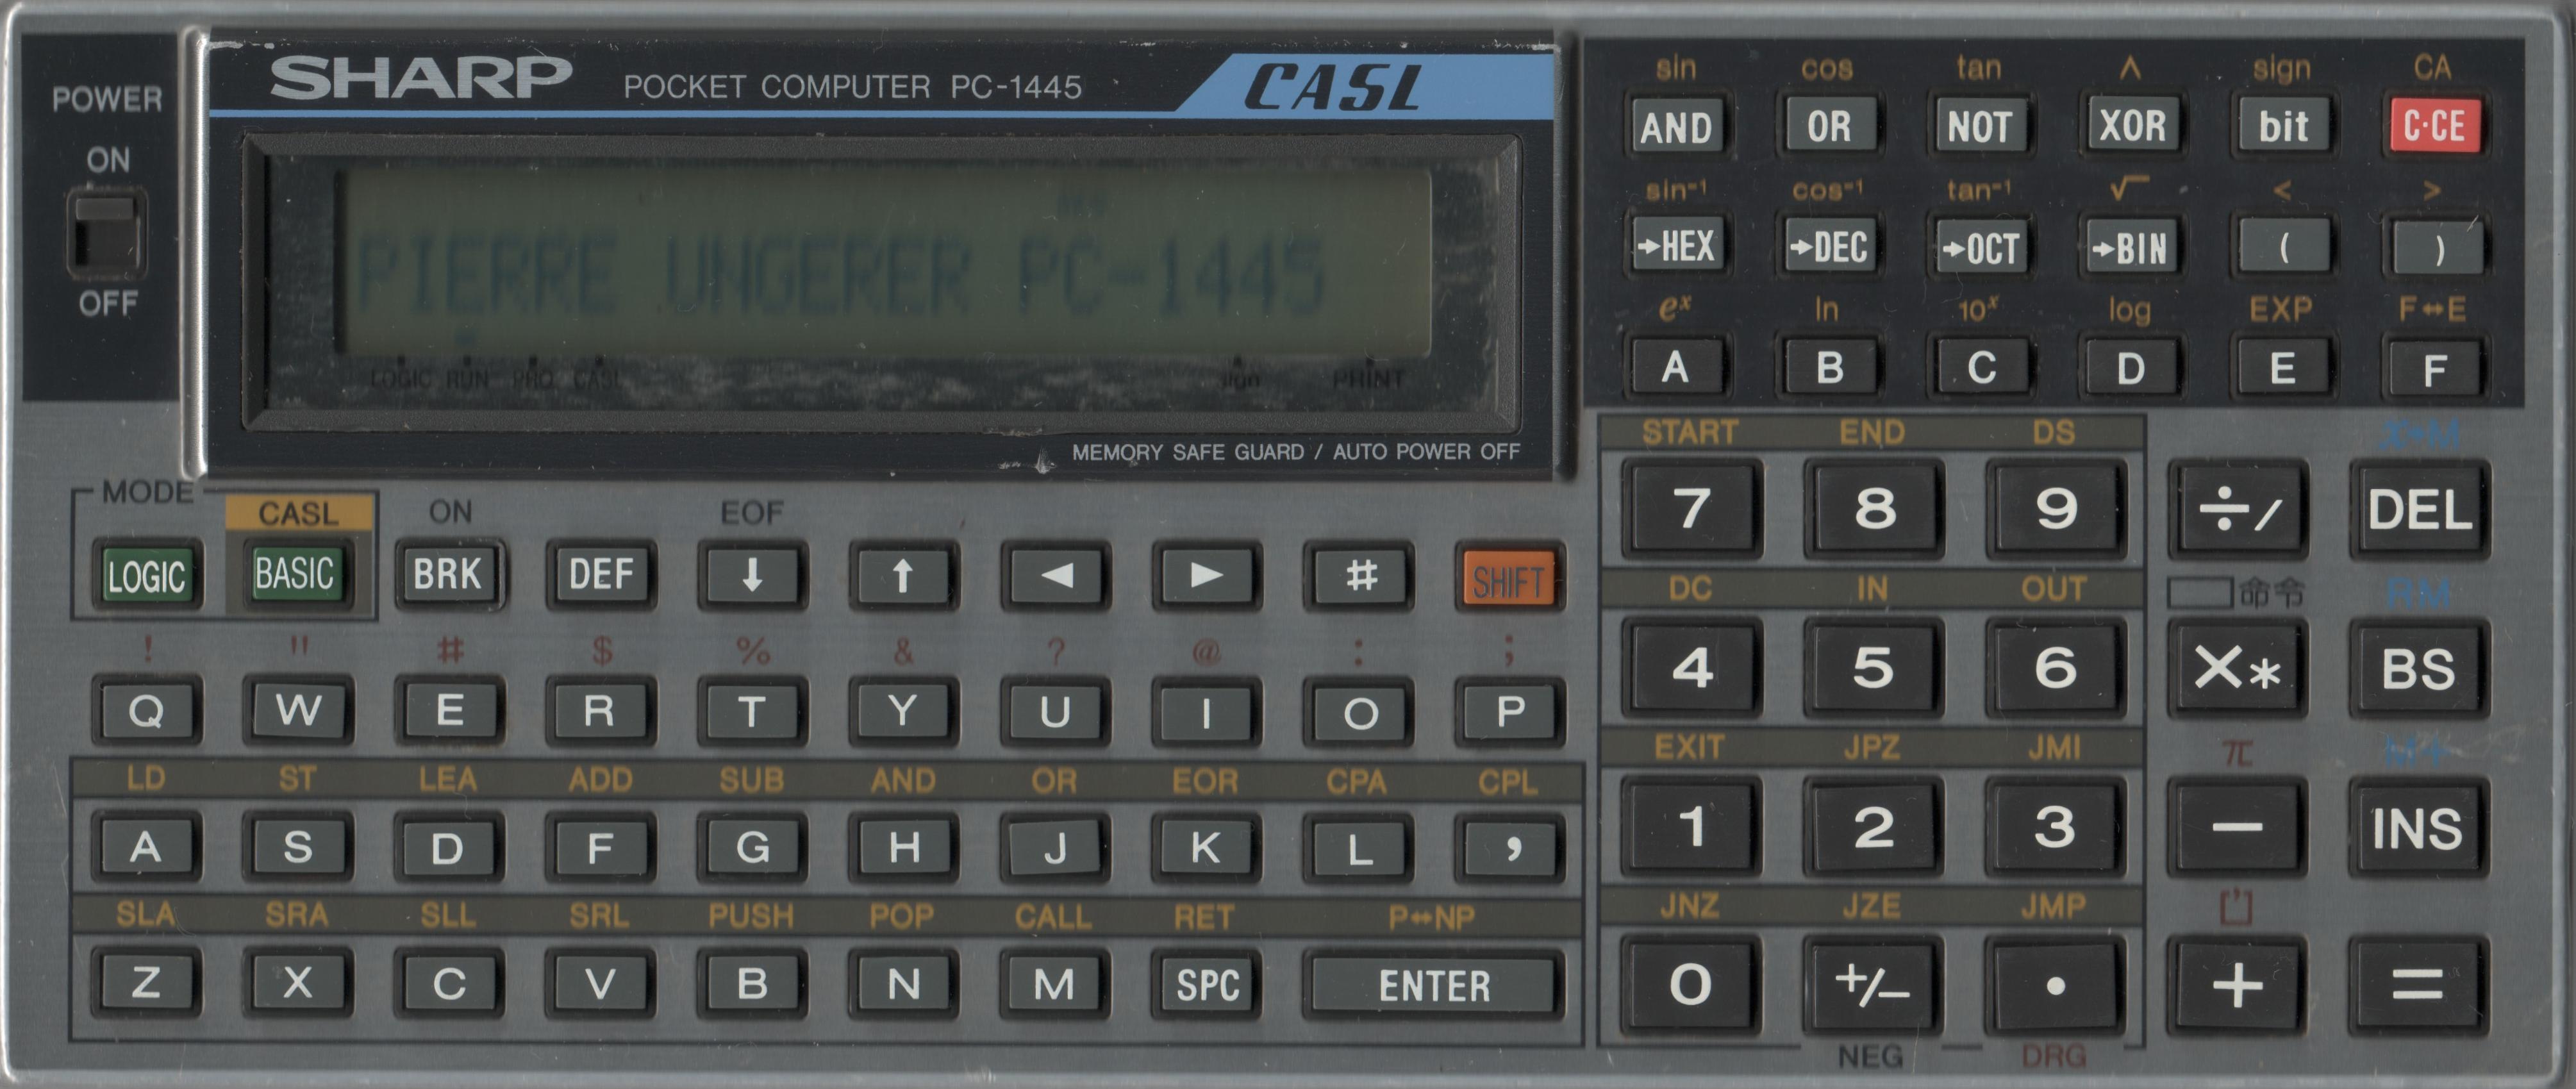 SHARP POCKET COMPUTER PC-1445 CASL
POWER
ON
OFF
PIERRE UNGERER PC-1445
LOGIC RUN PRO CASL sign PRINT
MEMORY SAFE GUARD / AUTO POWER OFF
sin cos tan ∧ sign CA
AND OR NOT XOR bit C·CE
sin⁻¹ cos⁻¹ tan⁻¹ √ < >
→HEX →DEC →OCT →BIN ( )
eˣ ln 10ˣ log EXP F↔E
A B C D E F
MODE CASL ON EOF
LOGIC BASIC BRK DEF ↓ ↑ ◀ ▶ # SHIFT
! " # $ % & ? @ : ;
Q W E R T Y U I O P
LD ST LEA ADD SUB AND OR EOR CPA CPL
A S D F G H J K L ,
SLA SRA SLL SRL PUSH POP CALL RET P↔NP
Z X C V B N M SPC ENTER
START END DS X→M
7 8 9 ÷/ DEL
DC IN OUT 命令 RM
4 5 6 ×* BS
EXIT JPZ JMI π M+
1 2 3 − INS
JNZ JZE JMP [']
0 +/− • + =
NEG DRG